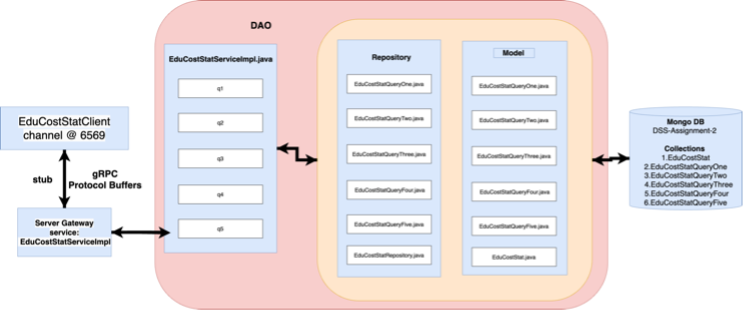 DAO
EduCostStatClient
channel @ 6569
stub
gRPC
Protocol Buffers
Server Gateway
service:
EduCostStatServiceImpl
EduCostStatServiceImpl.java
q1
q2
q3
q4
q5
Repository
EduCostStatQueryOne.java
EduCostStatQueryTwo.java
EduCostStatQueryThree.java
EduCostStatQueryFour.java
EduCostStatQueryFive.java
EduCostStatRepository.java
Model
EduCostStatQueryOne.java
EduCostStatQueryTwo.java
EduCostStatQueryThree.java
EduCostStatQueryFour.java
EduCostStatQueryFive.java
EduCostStat.java
Mongo DB
DSS-Assignment-2
Collections
1.EduCostStat
2.EduCostStatQueryOne
3.EduCostStatQueryTwo
4.EduCostStatQueryThree
5.EduCostStatQueryFour
6.EduCostStatQueryFive